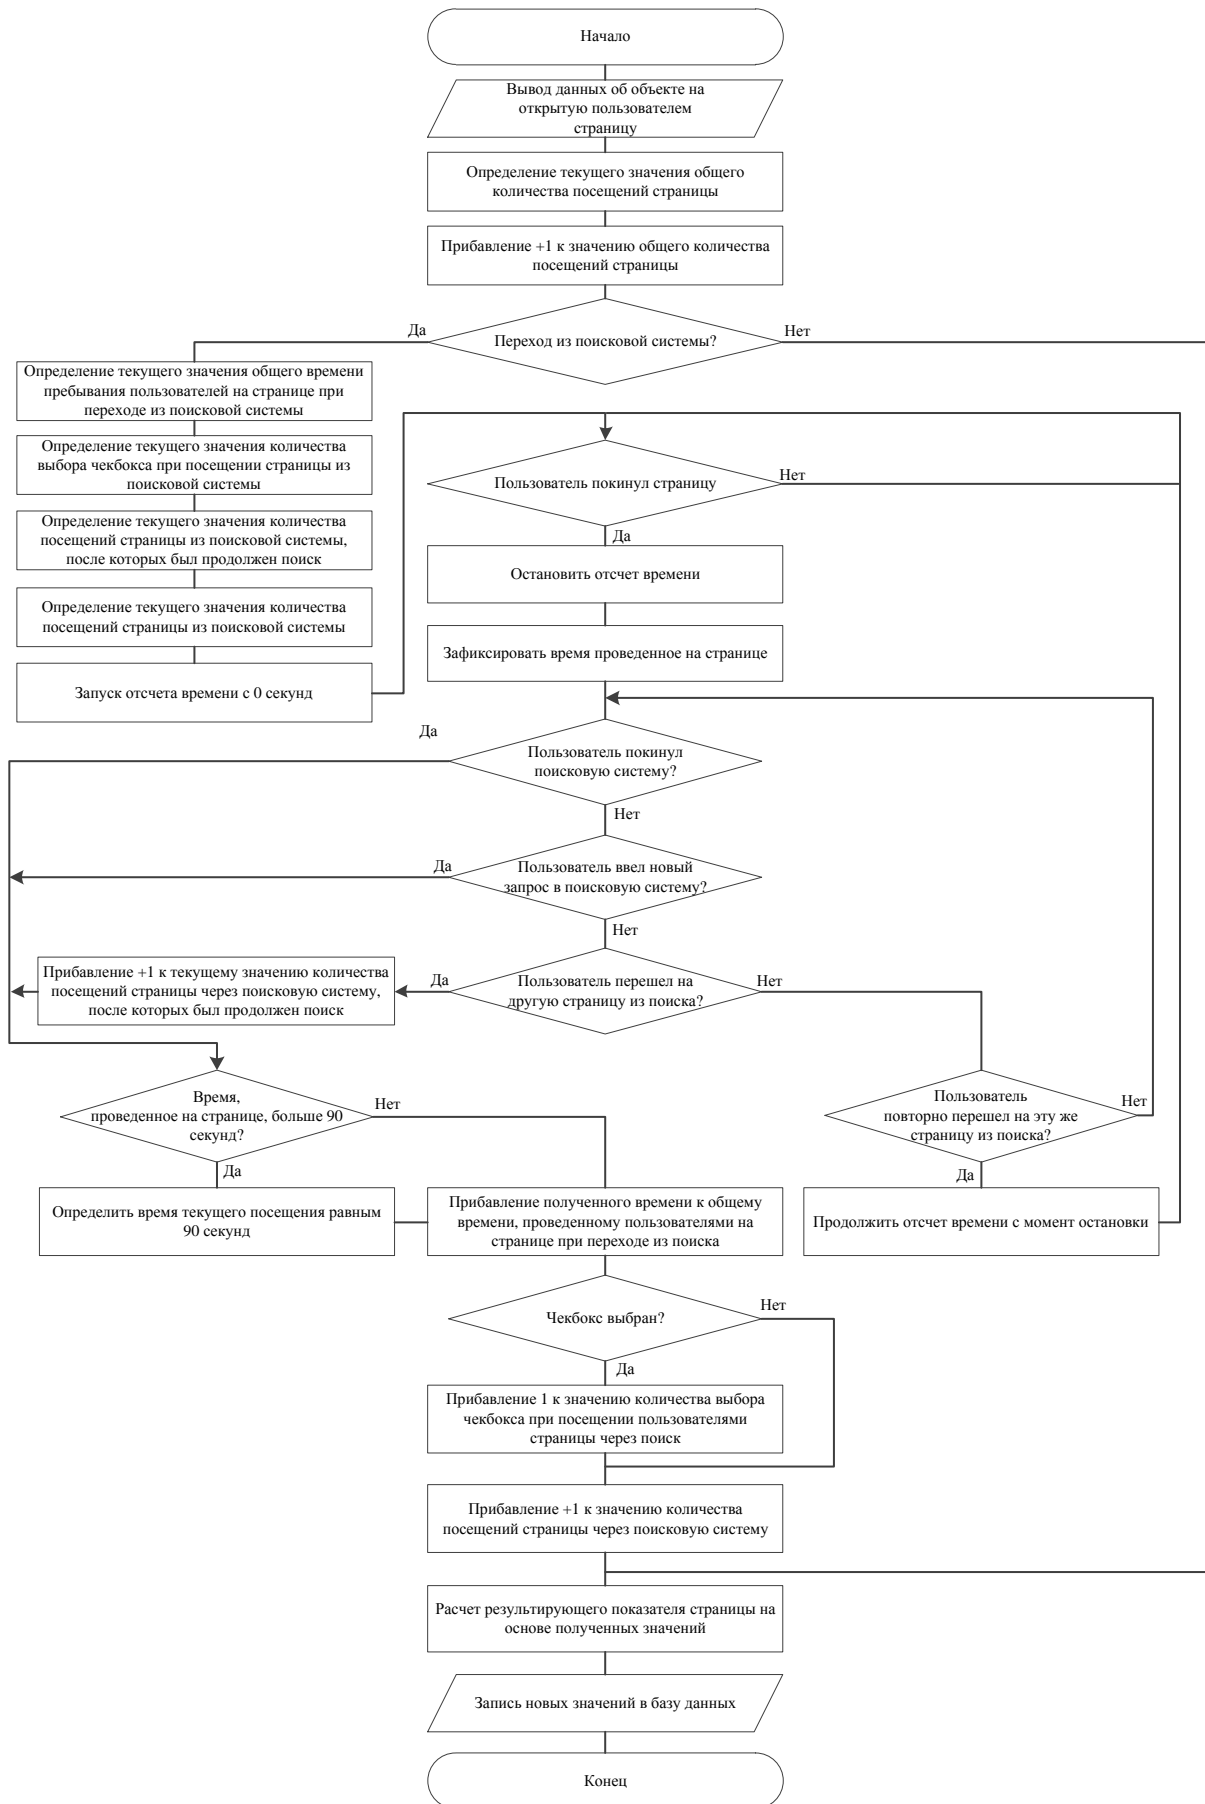 Начало
Вывод данных об объекте на
открытую пользователем
страницу
Определение текущего значения общего
количества посещений страницы
Прибавление +1 к значению общего количества
посещений страницы
Да
Переход из поисковой системы?
Нет
Определение текущего значения общего времени
пребывания пользователей на странице при
переходе из поисковой системы
Определение текущего значения количества
выбора чекбокса при посещении страницы из
поисковой системы
Определение текущего значения количества
посещений страницы из поисковой системы,
после которых был продолжен поиск
Определение текущего значения количества
посещений страницы из поисковой системы
Запуск отсчета времени с 0 секунд
Пользователь покинул страницу
Нет
Да
Остановить отсчет времени
Зафиксировать время проведенное на странице
Да
Пользователь покинул
поисковую систему?
Нет
Да
Пользователь ввел новый
запрос в поисковую систему?
Нет
Прибавление +1 к текущему значению количества
посещений страницы через поисковую систему,
после которых был продолжен поиск
Да
Пользователь перешел на
другую страницу из поиска?
Нет
Время,
проведенное на странице, больше 90
секунд?
Нет
Да
Пользователь
повторно перешел на эту же
страницу из поиска?
Нет
Да
Определить время текущего посещения равным
90 секунд
Прибавление полученного времени к общему
времени, проведенному пользователями на
странице при переходе из поиска
Продолжить отсчет времени с момент остановки
Чекбокс выбран?
Нет
Да
Прибавление 1 к значению количества выбора
чекбокса при посещении пользователями
страницы через поиск
Прибавление +1 к значению количества
посещений страницы через поисковую систему
Расчет результирующего показателя страницы на
основе полученных значений
Запись новых значений в базу данных
Конец